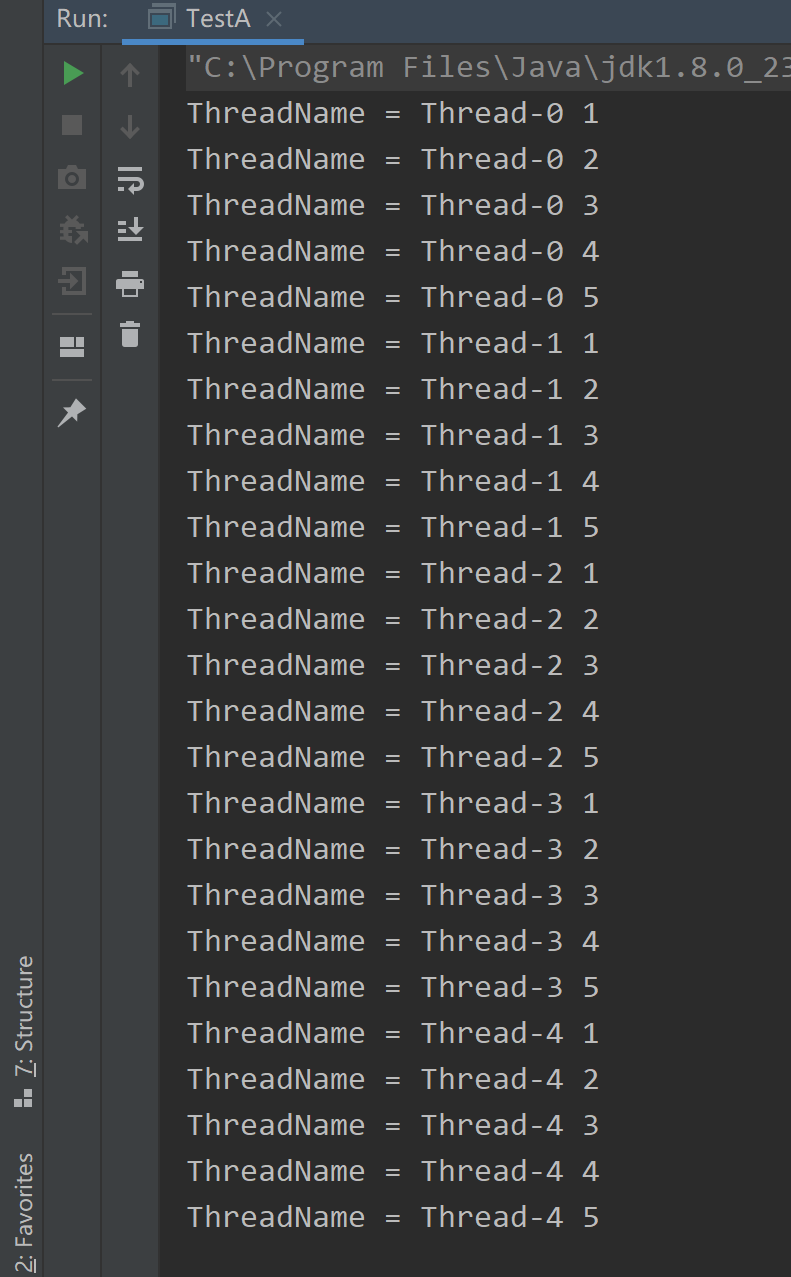 Run: TestA
"C:\Program Files\Java\jdk1.8.0_23
ThreadName = Thread-0 1
ThreadName = Thread-0 2
ThreadName = Thread-0 3
ThreadName = Thread-0 4
ThreadName = Thread-0 5
ThreadName = Thread-1 1
ThreadName = Thread-1 2
ThreadName = Thread-1 3
ThreadName = Thread-1 4
ThreadName = Thread-1 5
ThreadName = Thread-2 1
ThreadName = Thread-2 2
ThreadName = Thread-2 3
ThreadName = Thread-2 4
ThreadName = Thread-2 5
ThreadName = Thread-3 1
ThreadName = Thread-3 2
ThreadName = Thread-3 3
ThreadName = Thread-3 4
ThreadName = Thread-3 5
ThreadName = Thread-4 1
ThreadName = Thread-4 2
ThreadName = Thread-4 3
ThreadName = Thread-4 4
ThreadName = Thread-4 5
7: Structure
2: Favorites